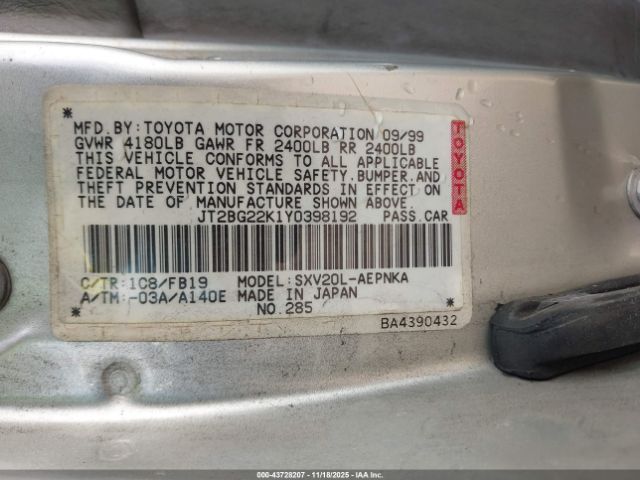 MFD.BY:TOYOTA MOTOR CORPORATION 09/99
GVWR 4180LB GAWR FR 2400LB RR 2400LB
THIS VEHICLE CONFORMS TO ALL APPLICABLE
FEDERAL MOTOR VEHICLE SAFETY,BUMPER,AND
THEFT PREVENTION STANDARDS IN EFFECT ON
THE DATE OF MANUFACTURE SHOWN ABOVE.
JT2BG22K1Y0398192 PASS.CAR
TOYOTA
C/TR:1C8/FB19 MODEL:SXV20L-AEPNKA
A/TM:-03A/A140E MADE IN JAPAN
NO.285
BA4390432
000-43728207 - 11/18/2025 - IAAI.COM